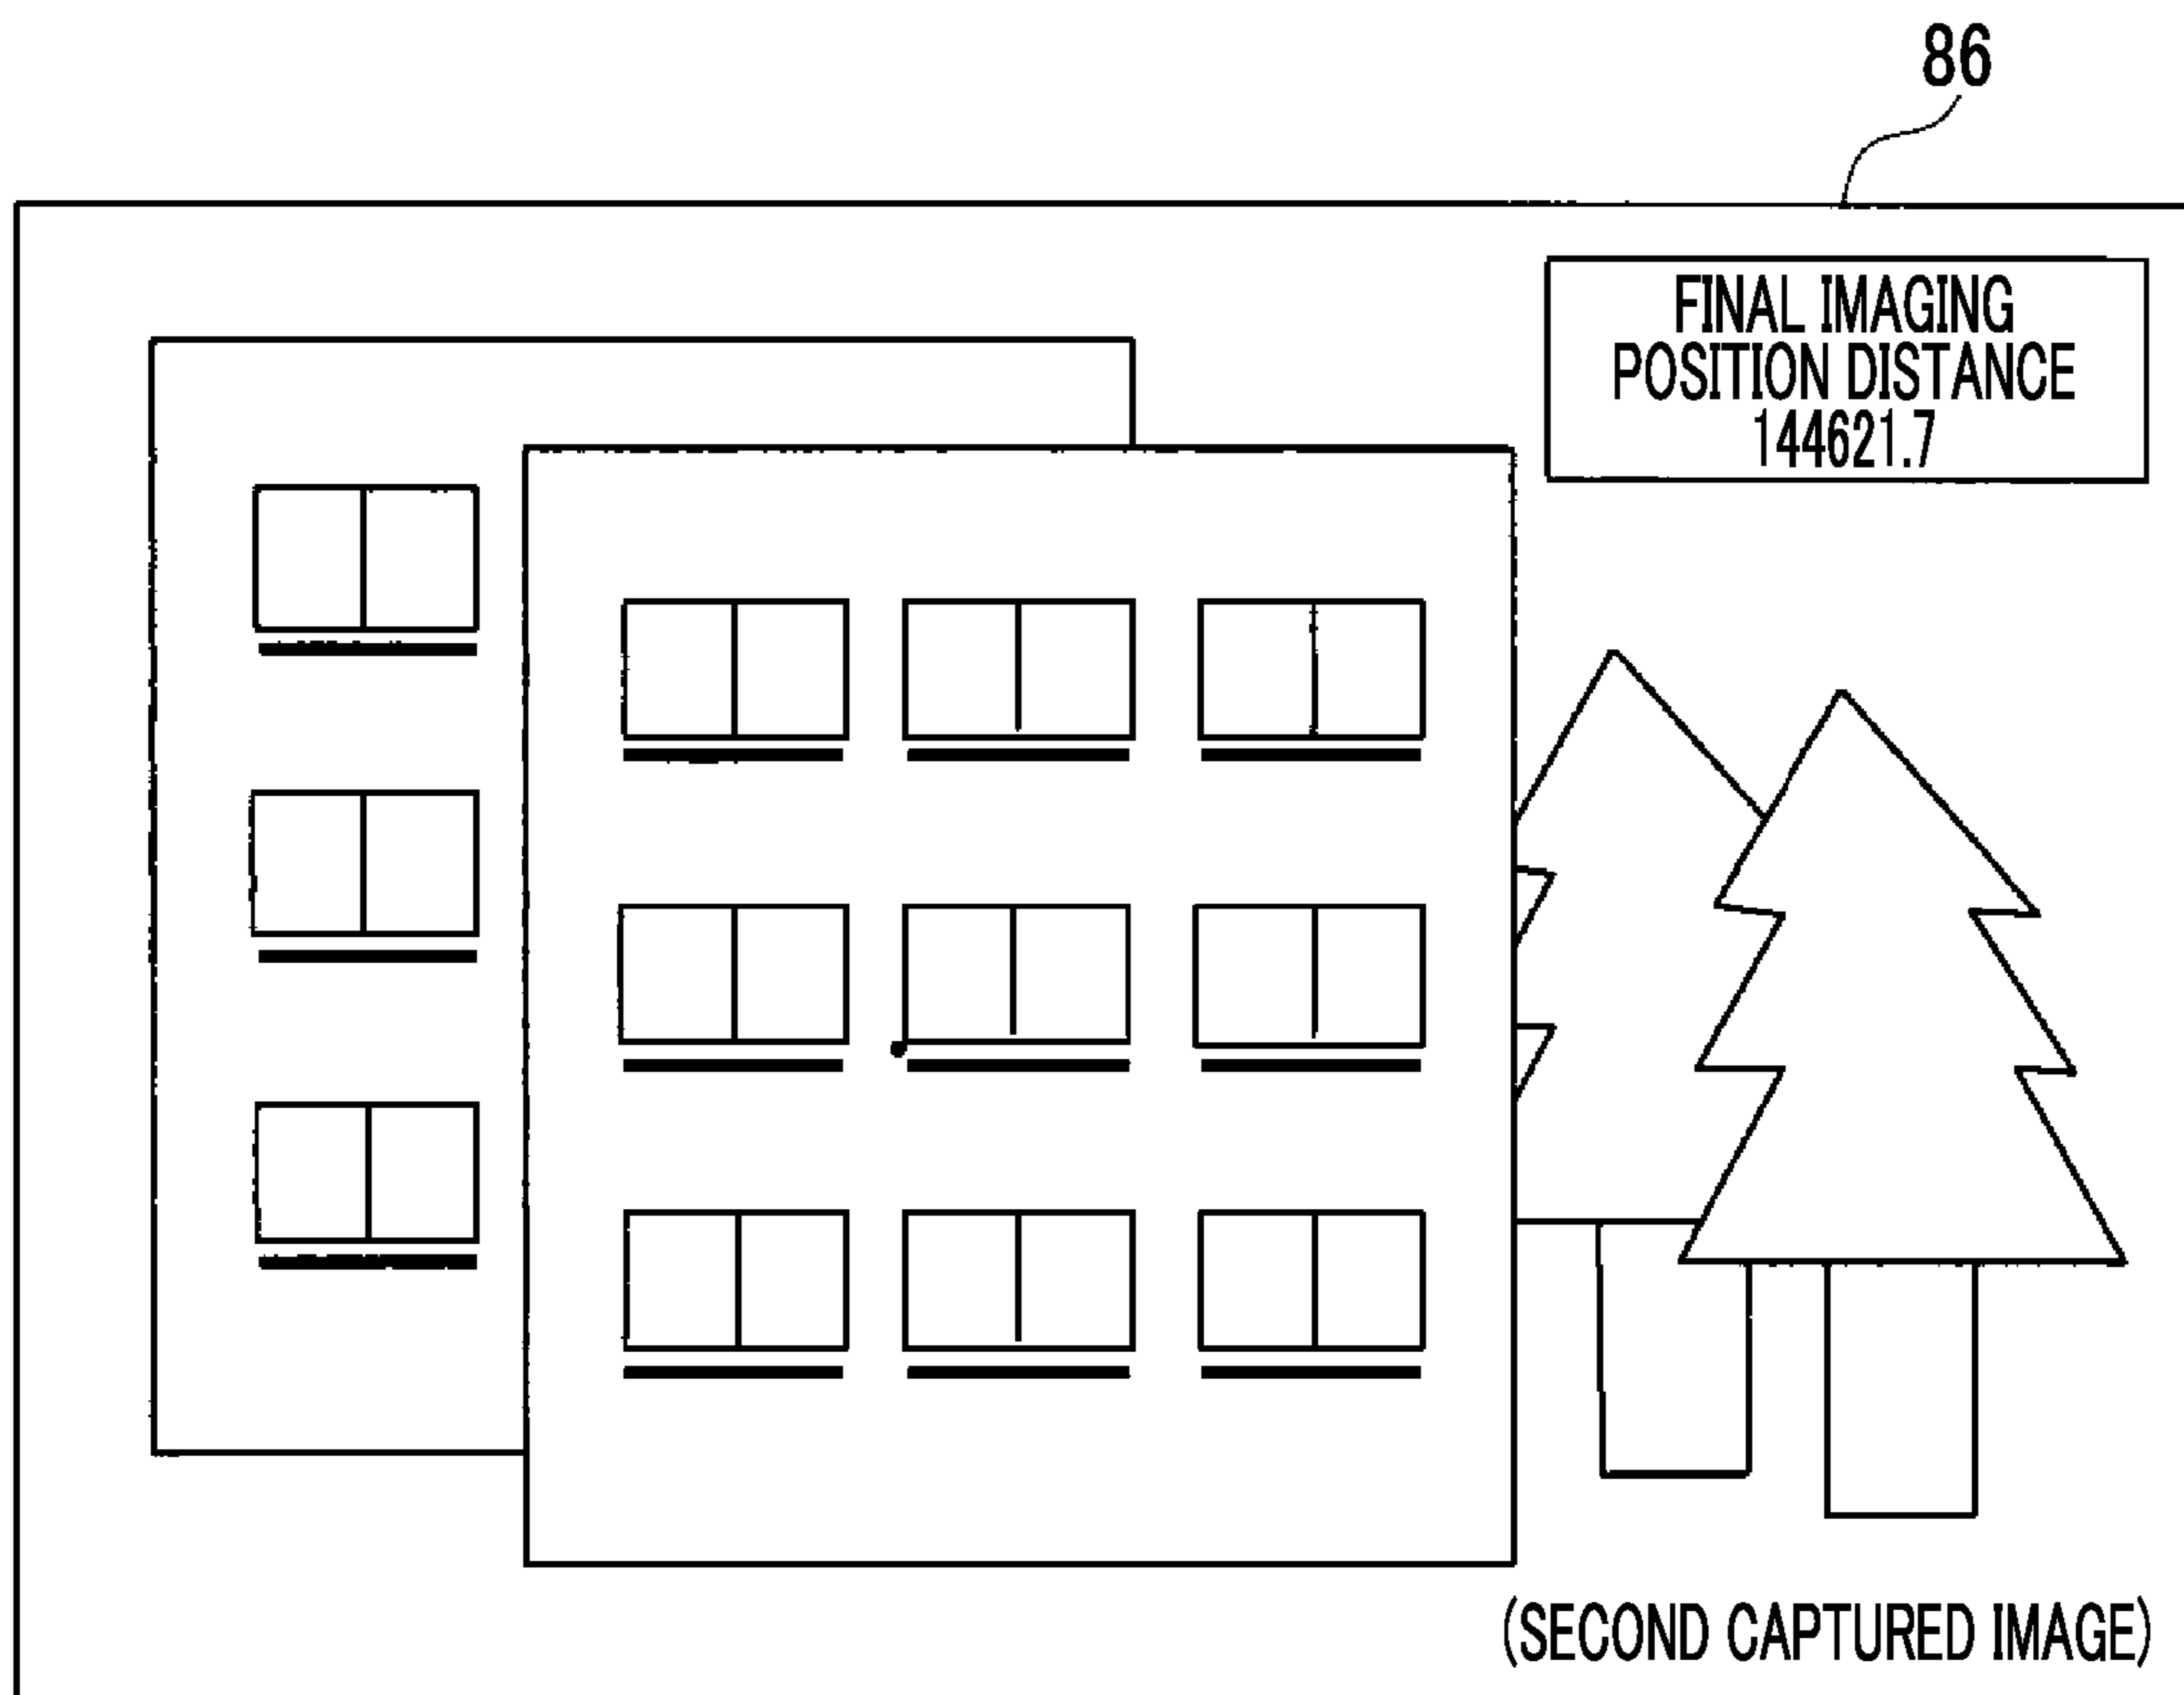 86
FINAL IMAGING
POSITION DISTANCE
144621.7
(SECOND CAPTURED IMAGE)